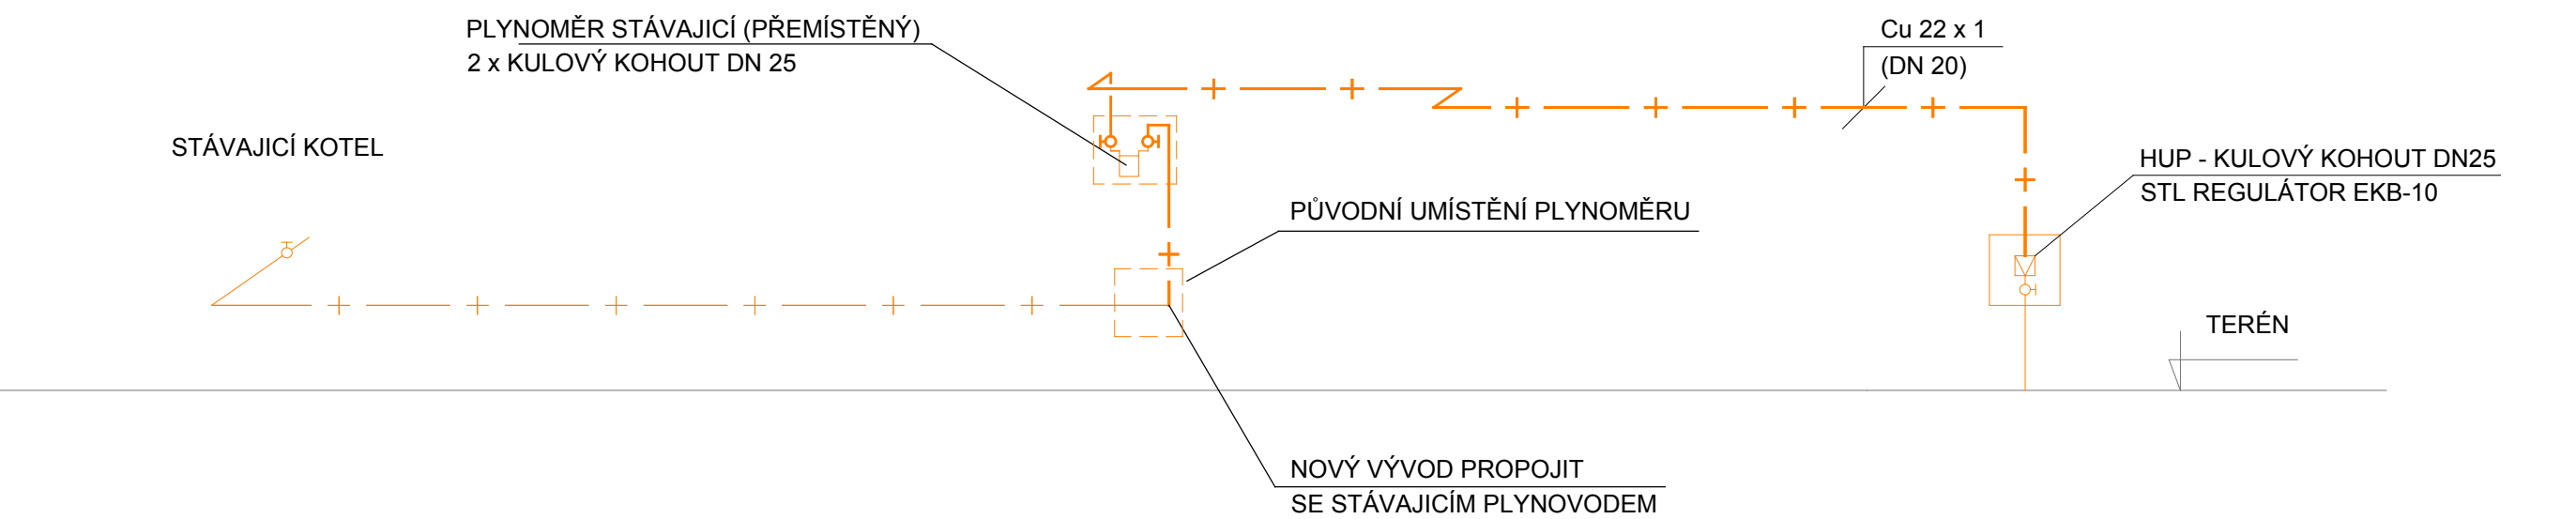 PLYNOMĚR STÁVAJICÍ (PŘEMÍSTĚNÝ)
2 x KULOVÝ KOHOUT DN 25
Cu 22 x 1
(DN 20)
STÁVAJICÍ KOTEL
HUP - KULOVÝ KOHOUT DN25
STL REGULÁTOR EKB-10
PŮVODNÍ UMÍSTĚNÍ PLYNOMĚRU
TERÉN
NOVÝ VÝVOD PROPOJIT
SE STÁVAJICÍM PLYNOVODEM